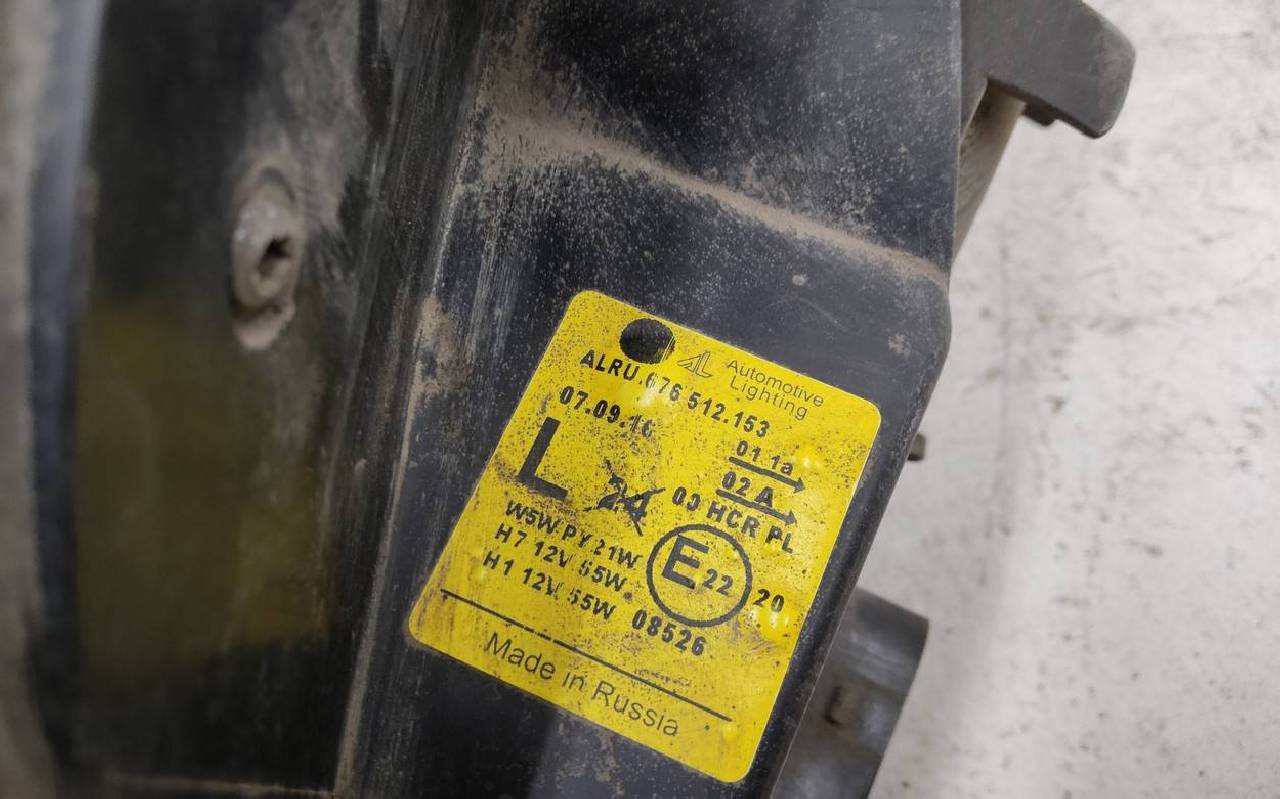 Automotive
Lighting
ALRU.676 512.153
07.09.16
01 1a
02 A
L
24
00 HCR PL
W5W PY21W
H7 12V 55W
H1 12V 55W
E22
20
08526
Made in Russia